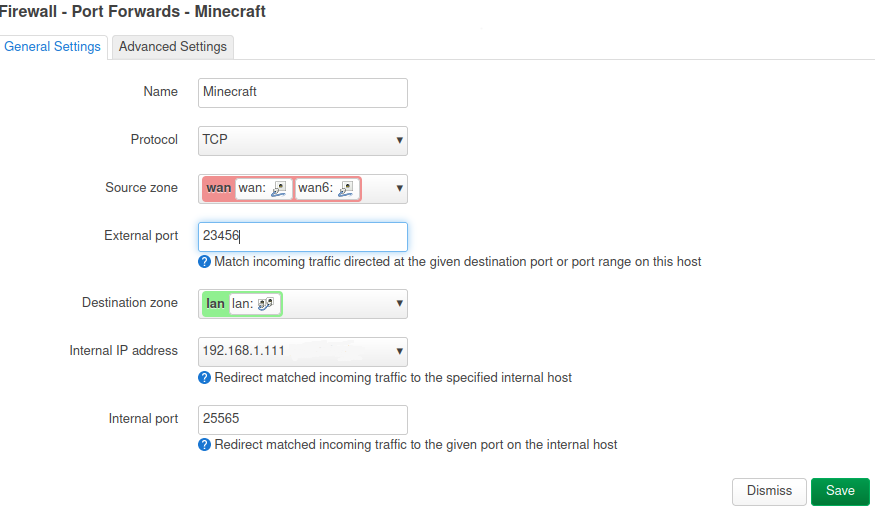 Firewall - Port Forwards - Minecraft
General Settings
Advanced Settings
Name
Minecraft
Protocol
TCP
Source zone
wan wan: wan6:
External port
23456
Match incoming traffic directed at the given destination port or port range on this host
Destination zone
lan lan:
Internal IP address
192.168.1.111
Redirect matched incoming traffic to the specified internal host
Internal port
25565
Redirect matched incoming traffic to the given port on the internal host
Dismiss
Save